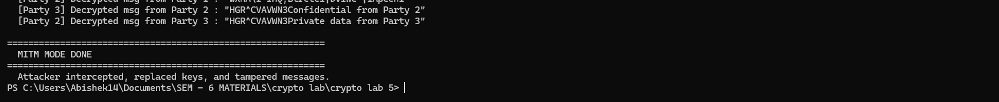 [Party 3] Decrypted msg from Party 2 : "HGR^CVAVWN3Confidential from Party 2"
[Party 2] Decrypted msg from Party 3 : "HGR^CVAVWN3Private data from Party 3"
============================================================
MITM MODE DONE
============================================================
Attacker intercepted, replaced keys, and tampered messages.
PS C:\Users\Abishek14\Documents\SEM - 6 MATERIALS\crypto lab\crypto lab 5>